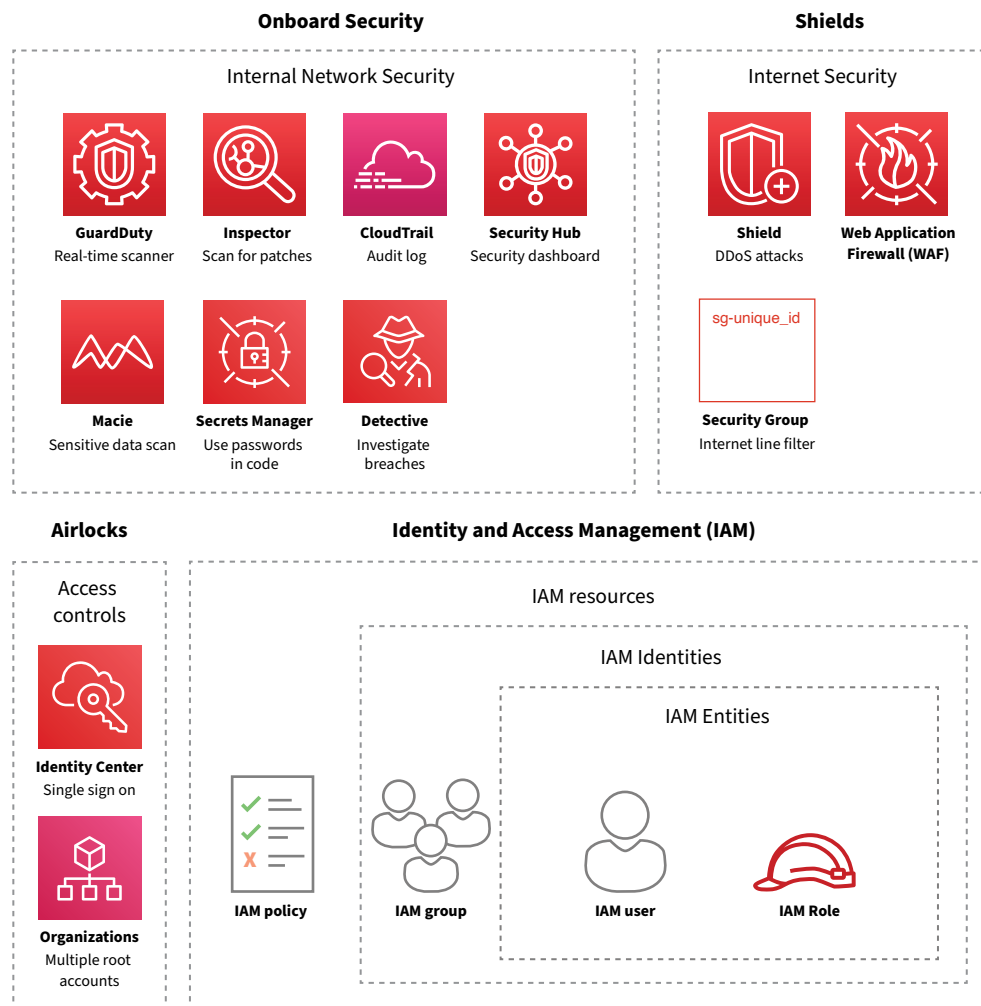 Onboard Security
Internal Network Security
GuardDuty
Real-time scanner
Inspector
Scan for patches
CloudTrail
Audit log
Security Hub
Security dashboard
Macie
Sensitive data scan
Secrets Manager
Use passwords
in code
Detective
Investigate
breaches
Shields
Internet Security
Shield
DDoS attacks
Web Application
Firewall (WAF)
sg-unique_id
Security Group
Internet line filter
Airlocks
Access
controls
Identity Center
Single sign on
Organizations
Multiple root
accounts
Identity and Access Management (IAM)
IAM resources
IAM Identities
IAM Entities
X
IAM policy
IAM group
IAM user
IAM Role